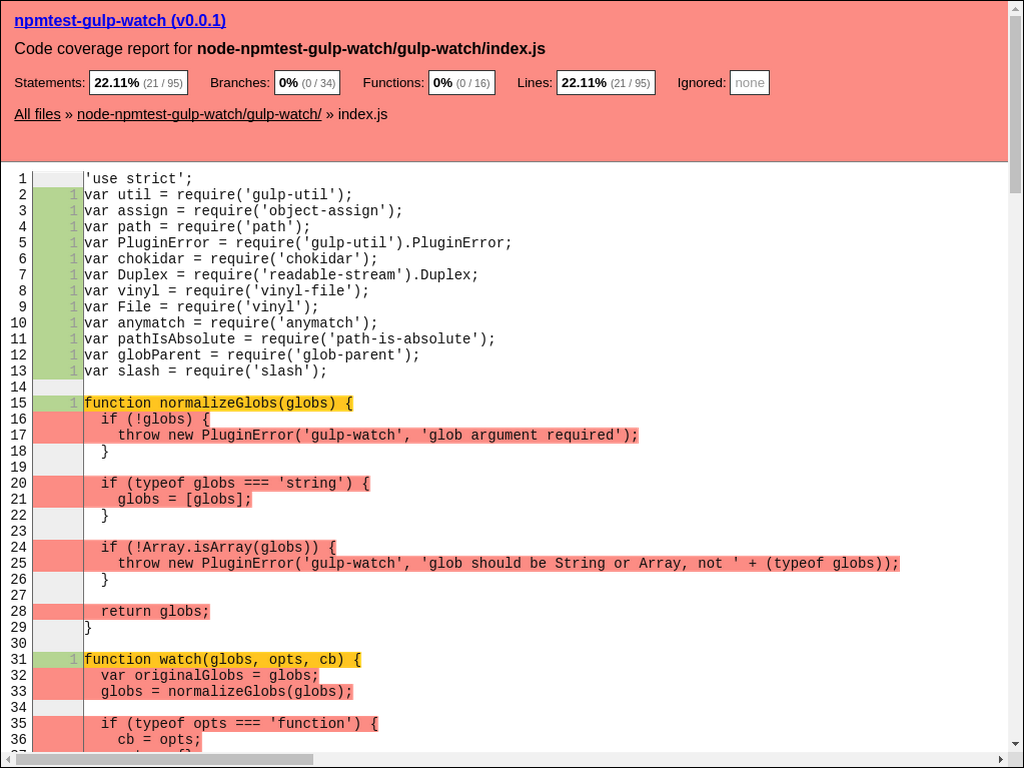 npmtest-gulp-watch (v0.0.1)
Code coverage report for node-npmtest-gulp-watch/gulp-watch/index.js
Statements: 22.11% (21 / 95) Branches: 0% (0 / 34) Functions: 0% (0 / 16) Lines: 22.11% (21 / 95) Ignored: none
All files » node-npmtest-gulp-watch/gulp-watch/ » index.js
1 'use strict';
2 1 var util = require('gulp-util');
3 1 var assign = require('object-assign');
4 1 var path = require('path');
5 1 var PluginError = require('gulp-util').PluginError;
6 1 var chokidar = require('chokidar');
7 1 var Duplex = require('readable-stream').Duplex;
8 1 var vinyl = require('vinyl-file');
9 1 var File = require('vinyl');
10 1 var anymatch = require('anymatch');
11 1 var pathIsAbsolute = require('path-is-absolute');
12 1 var globParent = require('glob-parent');
13 1 var slash = require('slash');
14
15 1 function normalizeGlobs(globs) {
16   if (!globs) {
17     throw new PluginError('gulp-watch', 'glob argument required');
18   }
19
20   if (typeof globs === 'string') {
21     globs = [globs];
22   }
23
24   if (!Array.isArray(globs)) {
25     throw new PluginError('gulp-watch', 'glob should be String or Array, not ' + (typeof globs));
26   }
27
28   return globs;
29 }
30
31 1 function watch(globs, opts, cb) {
32   var originalGlobs = globs;
33   globs = normalizeGlobs(globs);
34
35   if (typeof opts === 'function') {
36     cb = opts;